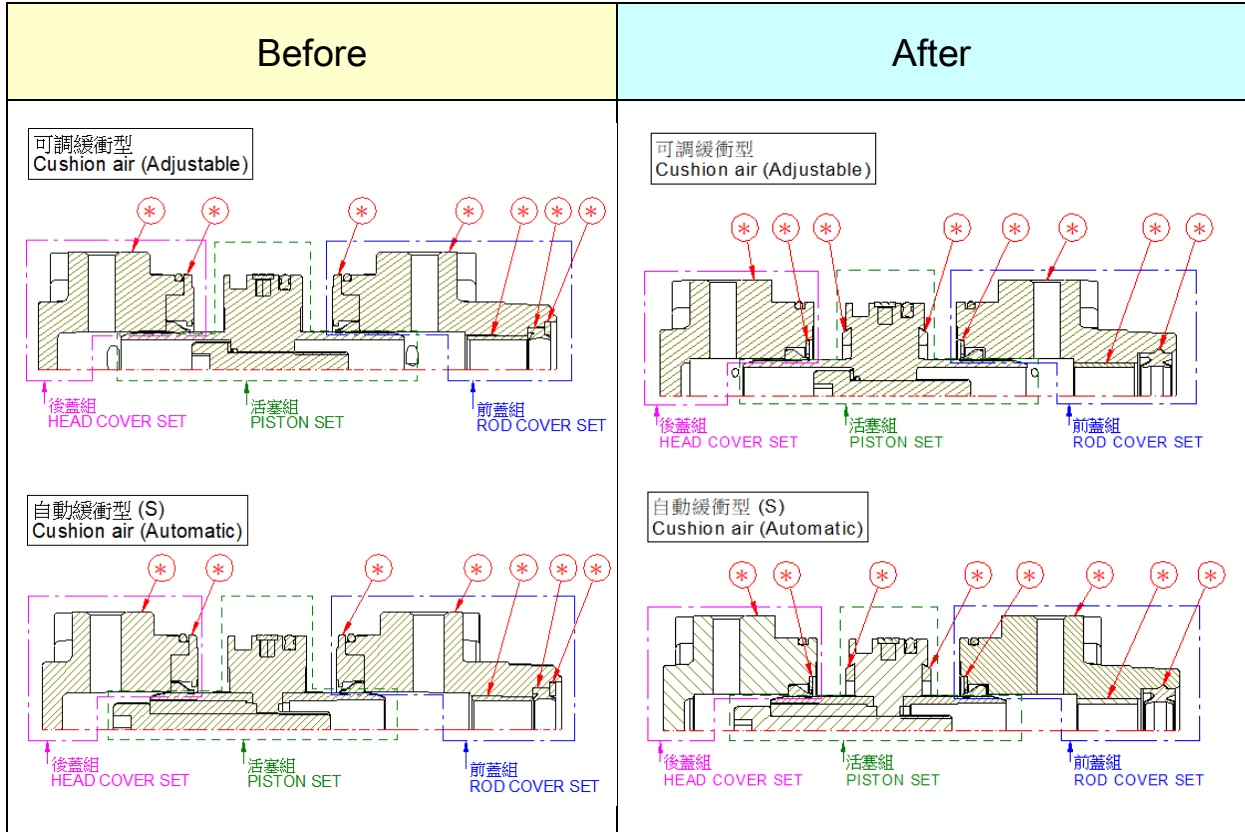 Before
After
可調緩衝型
Cushion air (Adjustable)
* * * * * * *
後蓋組
HEAD COVER SET
活塞組
PISTON SET
前蓋組
ROD COVER SET
可調緩衝型
Cushion air (Adjustable)
* * * * * * * *
後蓋組
HEAD COVER SET
活塞組
PISTON SET
前蓋組
ROD COVER SET
自動緩衝型 (S)
Cushion air (Automatic)
* * * * * * *
後蓋組
HEAD COVER SET
活塞組
PISTON SET
前蓋組
ROD COVER SET
自動緩衝型 (S)
Cushion air (Automatic)
* * * * * * * *
後蓋組
HEAD COVER SET
活塞組
PISTON SET
前蓋組
ROD COVER SET